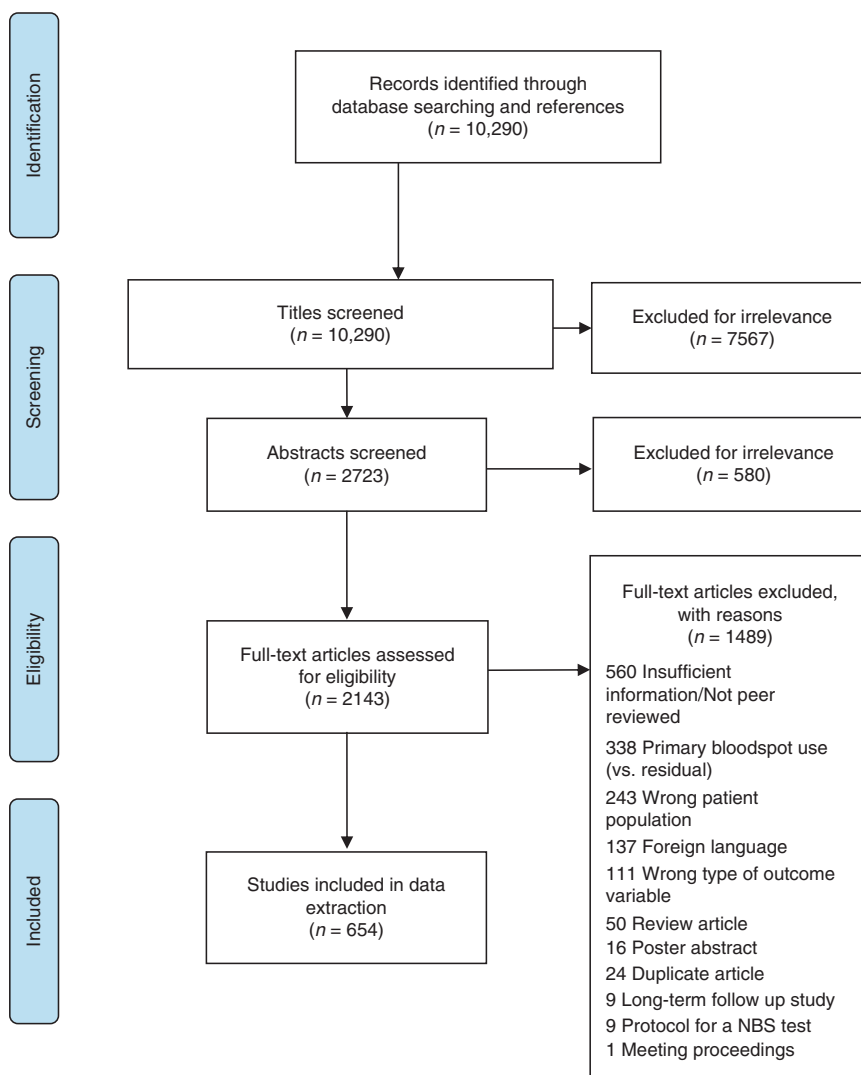 Identification
Records identified through
database searching and references
(n = 10,290)
Screening
Titles screened
(n = 10,290)
Excluded for irrelevance
(n = 7567)
Abstracts screened
(n = 2723)
Excluded for irrelevance
(n = 580)
Eligibility
Full-text articles assessed
for eligibility
(n = 2143)
Full-text articles excluded,
with reasons
(n = 1489)
560 Insufficient
information/Not peer
reviewed
338 Primary bloodspot use
(vs. residual)
243 Wrong patient
population
137 Foreign language
111 Wrong type of outcome
variable
50 Review article
16 Poster abstract
24 Duplicate article
9 Long-term follow up study
9 Protocol for a NBS test
1 Meeting proceedings
Included
Studies included in data
extraction
(n = 654)